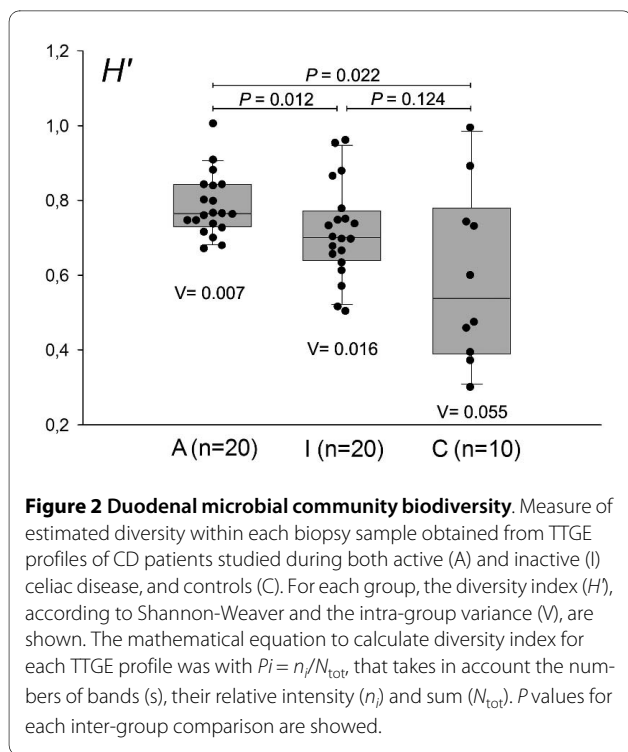 1,2
H'
P = 0.022
P = 0.012
P = 0.124
1,0
0,8
0,6
0,4
0,2
V= 0.007
V= 0.016
V= 0.055
A (n=20)
I (n=20)
C (n=10)
Figure 2 Duodenal microbial community biodiversity. Measure of
estimated diversity within each biopsy sample obtained from TTGE
profiles of CD patients studied during both active (A) and inactive (I)
celiac disease, and controls (C). For each group, the diversity index (H'),
according to Shannon-Weaver and the intra-group variance (V), are
shown. The mathematical equation to calculate diversity index for
each TTGE profile was with Pi = ni/Ntot, that takes in account the num-
bers of bands (s), their relative intensity (ni) and sum (Ntot). P values for
each inter-group comparison are showed.